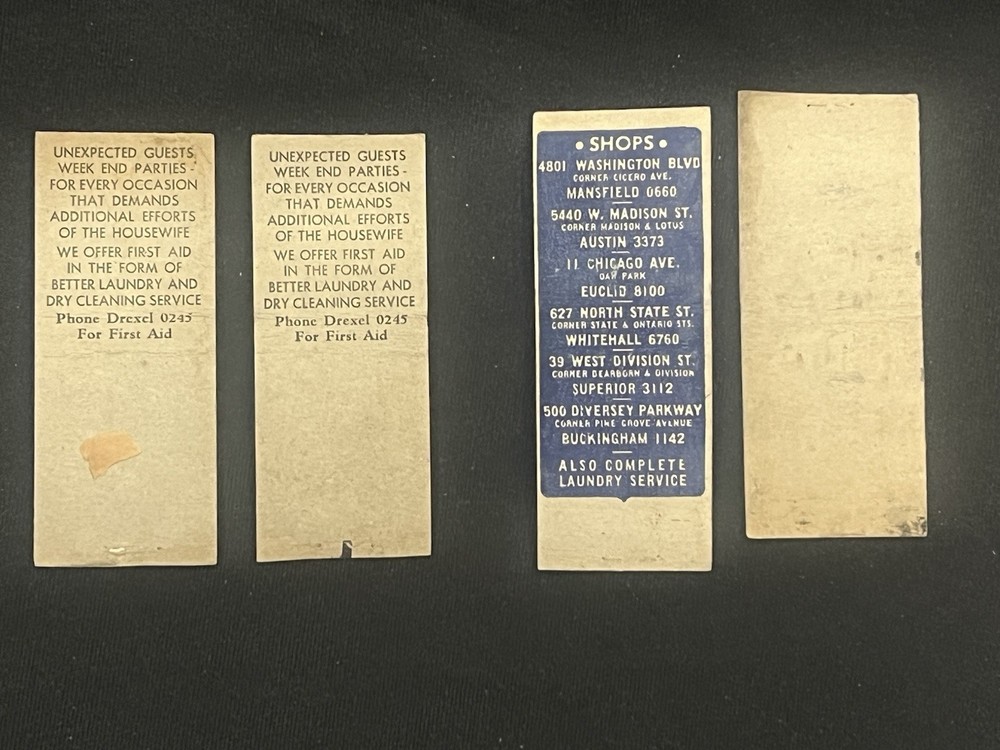 UNEXPECTED GUESTS
WEEK END PARTIES -
FOR EVERY OCCASION
THAT DEMANDS
ADDITIONAL EFFORTS
OF THE HOUSEWIFE
WE OFFER FIRST AID
IN THE FORM OF
BETTER LAUNDRY AND
DRY CLEANING SERVICE
Phone Drexel 0245
For First Aid
UNEXPECTED GUESTS
WEEK END PARTIES -
FOR EVERY OCCASION
THAT DEMANDS
ADDITIONAL EFFORTS
OF THE HOUSEWIFE
WE OFFER FIRST AID
IN THE FORM OF
BETTER LAUNDRY AND
DRY CLEANING SERVICE
Phone Drexel 0245
For First Aid
• SHOPS •
4801 WASHINGTON BLVD
CORNER CICERO AVE.
MANSFIELD 0660
5440 W. MADISON ST.
CORNER MADISON & LOTUS
AUSTIN 3373
11 CHICAGO AVE.
OAK PARK
EUCLID 8100
627 NORTH STATE ST.
CORNER STATE & ONTARIO STS.
WHITEHALL 6760
39 WEST DIVISION ST.
CORNER DEARBORN & DIVISION
SUPERIOR 3112
500 DIVERSEY PARKWAY
CORNER PINE GROVE AVENUE
BUCKINGHAM 1142
ALSO COMPLETE
LAUNDRY SERVICE